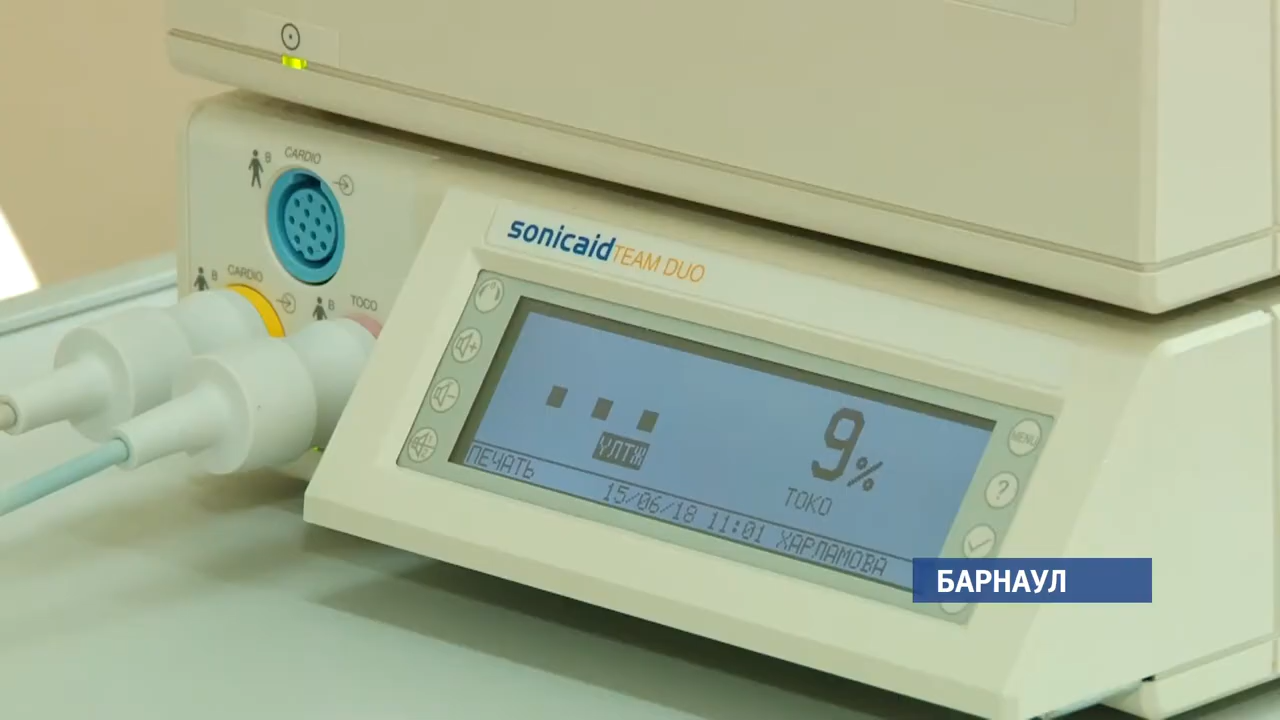 B CARDIO
B CARDIO
B TOCO
sonicaid TEAM DUO
MENU
?
9%
УЛТЖ
ТОКО
ПЕЧАТЬ
15/06/18 11:01 ХАРЛАМОВА
БАРНАУЛ